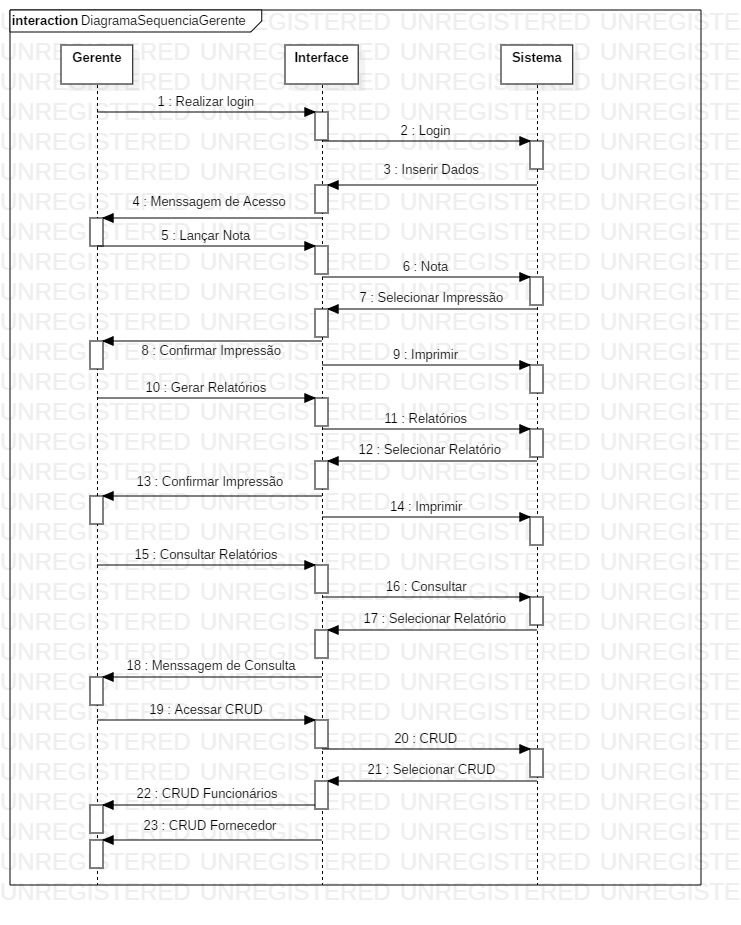 interaction DiagramaSequenciaGerente
Gerente Interface Sistema
1 : Realizar login
2 : Login
3 : Inserir Dados
4 : Menssagem de Acesso
5 : Lançar Nota
6 : Nota
7 : Selecionar Impressão
8 : Confirmar Impressão
9 : Imprimir
10 : Gerar Relatórios
11 : Relatórios
12 : Selecionar Relatório
13 : Confirmar Impressão
14 : Imprimir
15 : Consultar Relatórios
16 : Consultar
17 : Selecionar Relatório
18 : Menssagem de Consulta
19 : Acessar CRUD
20 : CRUD
21 : Selecionar CRUD
22 : CRUD Funcionários
23 : CRUD Fornecedor
UNREGISTERED